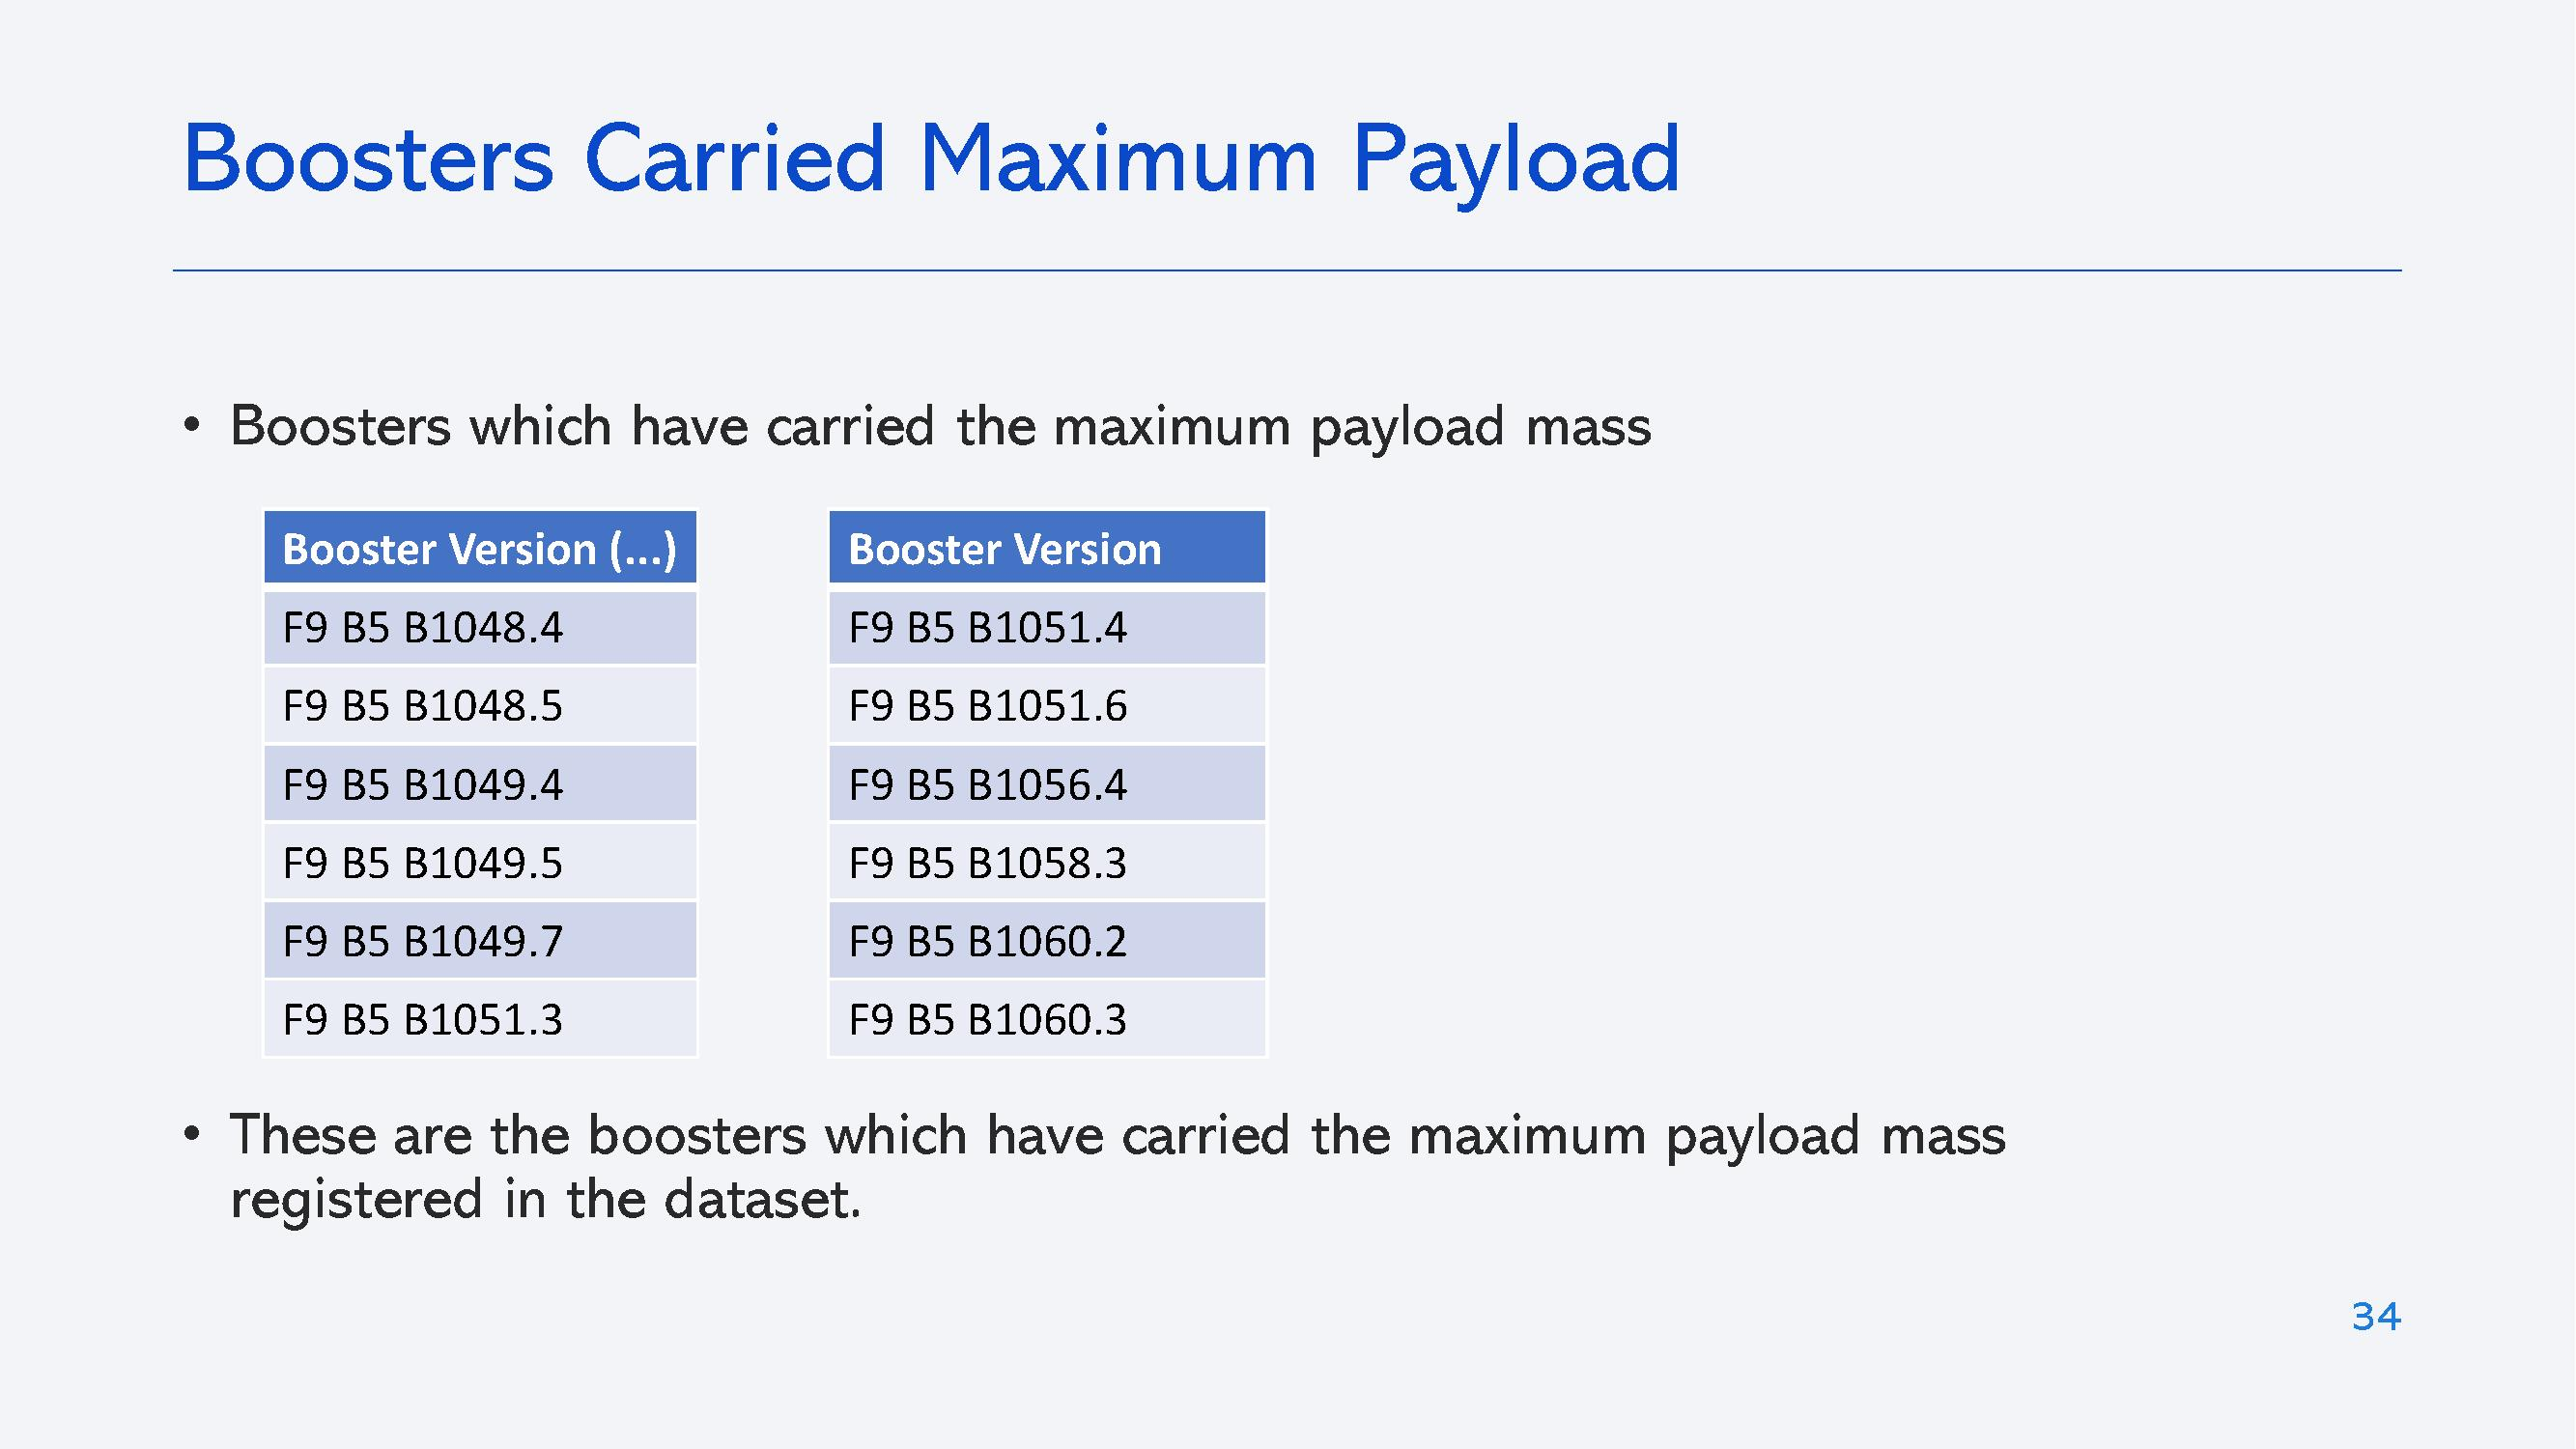 Boosters Carried Maximum Payload
• Boosters which have carried the maximum payload mass
Booster Version (...)
F9 B5 B1048.4
F9 B5 B1048.5
F9 B5 B1049.4
F9 B5 B1049.5
F9 B5 B1049.7
F9 B5 B1051.3
Booster Version
F9 B5 B1051.4
F9 B5 B1051.6
F9 B5 B1056.4
F9 B5 B1058.3
F9 B5 B1060.2
F9 B5 B1060.3
• These are the boosters which have carried the maximum payload mass
registered in the dataset.
34